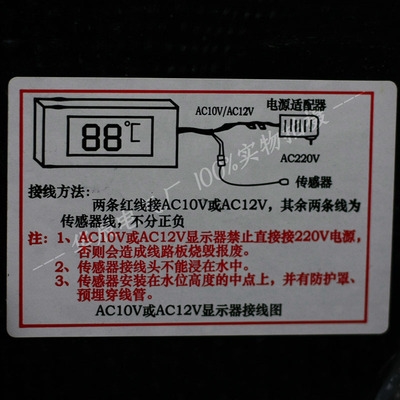 AC10V/AC12V
电源适配器
88℃
AC220V
传感器
接线方法:
两条红线接AC10V或AC12V，其余两条线为
传感器线，不分正负
注：1、AC10V或AC12V显示器禁止直接接220V电源，
否则会造成线路板烧毁报废。
2、传感器接线头不能浸在水中。
3、传感器安装在水位高度的中点上，并有防护罩、
预埋穿线管。
AC10V或AC12V显示器接线图